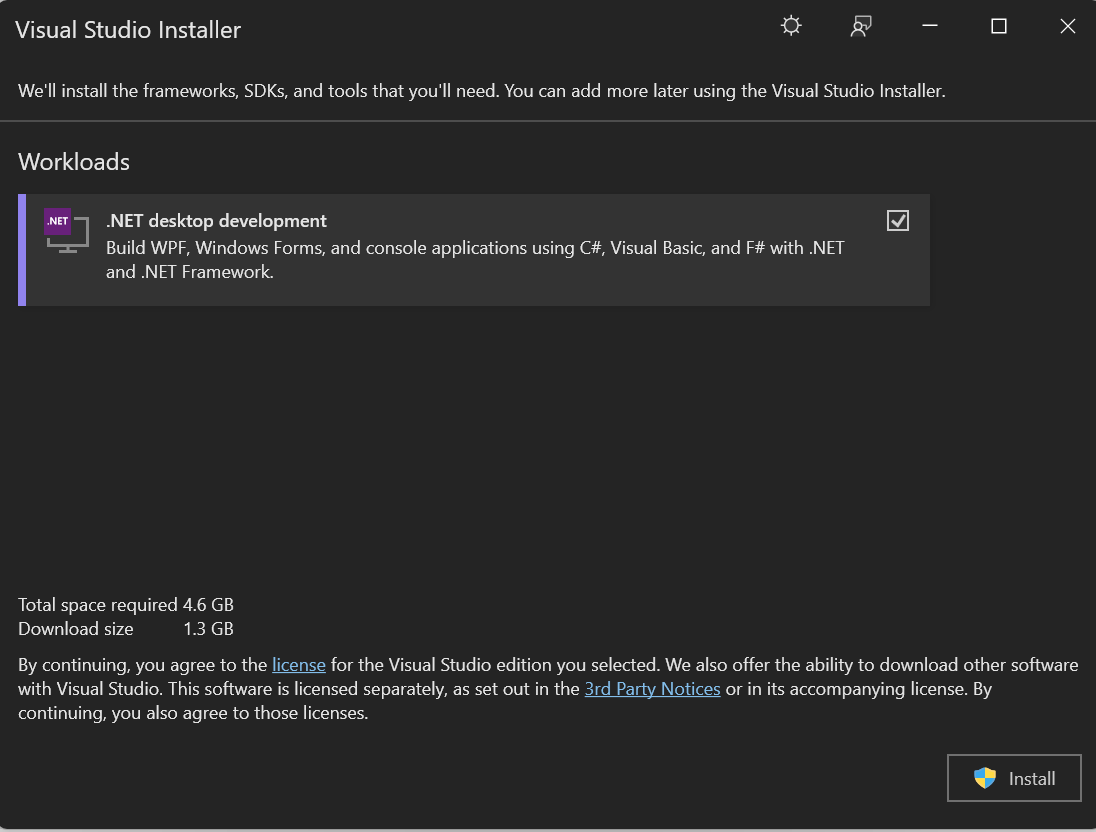 Visual Studio Installer
We'll install the frameworks, SDKs, and tools that you'll need. You can add more later using the Visual Studio Installer.
Workloads
.NET
.NET desktop development
Build WPF, Windows Forms, and console applications using C#, Visual Basic, and F# with .NET
and .NET Framework.
Total space required 4.6 GB
Download size 1.3 GB
By continuing, you agree to the license for the Visual Studio edition you selected. We also offer the ability to download other software
with Visual Studio. This software is licensed separately, as set out in the 3rd Party Notices or in its accompanying license. By
continuing, you also agree to those licenses.
Install